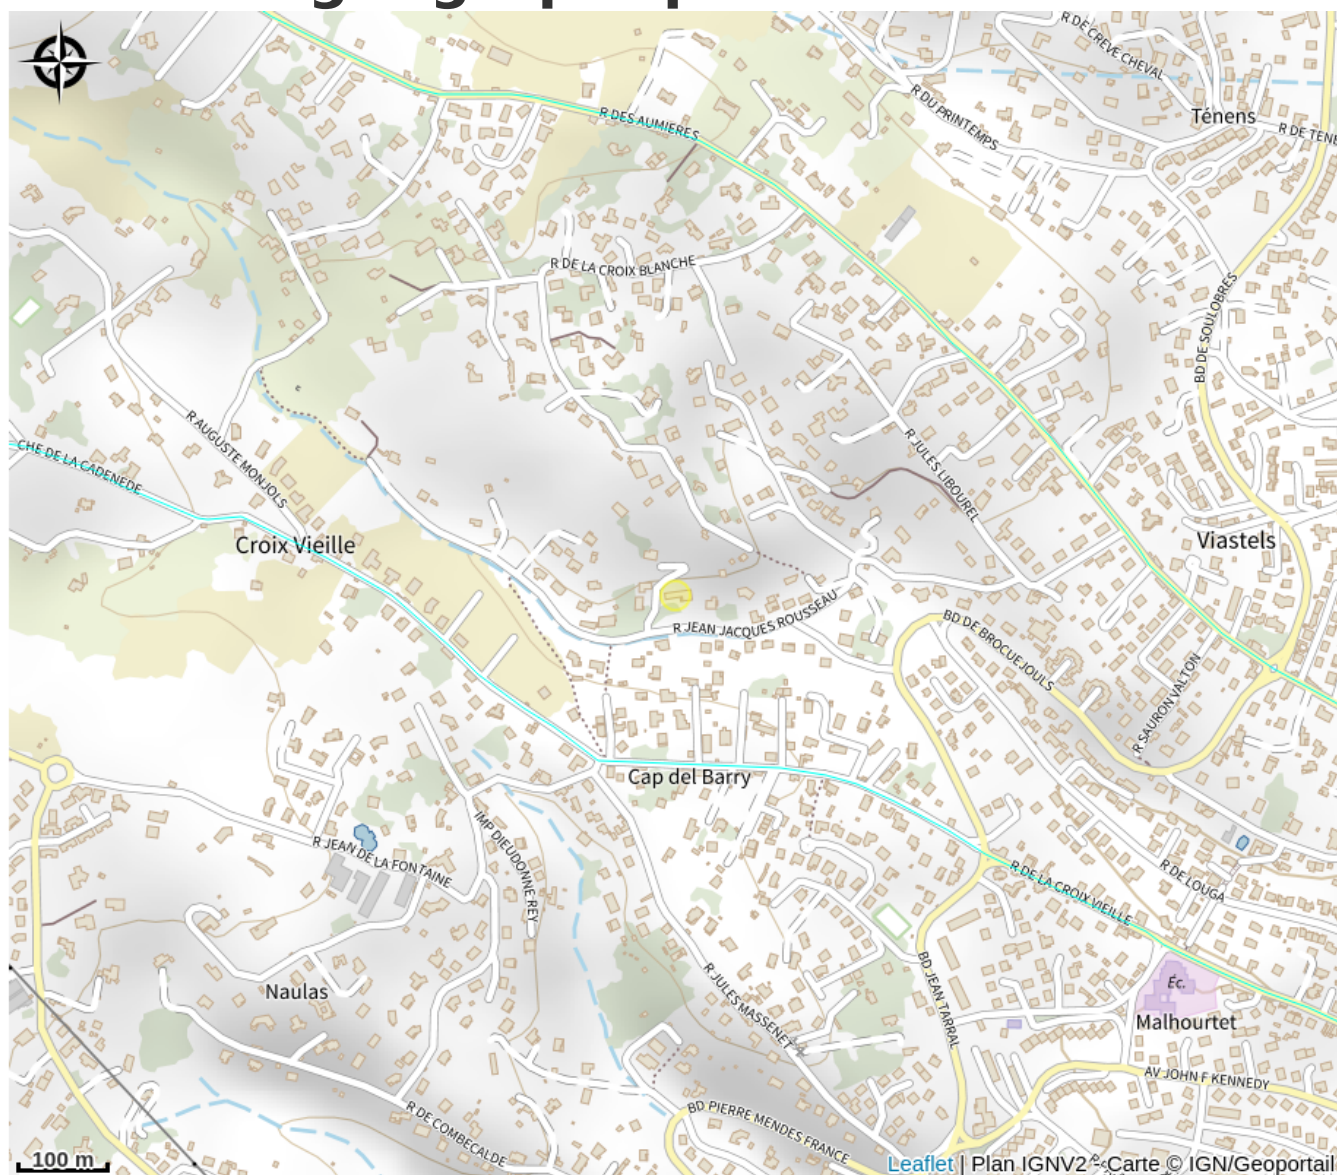 R DE CREVE CHEVAL
R DU PRINTEMPS
Ténens
R DES AUMIERES
R DE LA CROIX BLANCHE
BD DE SOULOBRES
R AUGUSTE MONJOLS
CHE DE LA CADENEDE
R JULES LIBOUREL
Croix Vieille
Viastels
R JEAN JACQUES ROUSSEAU
BD DE BROCUEJOULS
R SAURON VALTON
Cap del Barry
IMP DIEUDONNE REY
R JEAN DE LA FONTAINE
R DE LA CROIX VIEILLE
R DE LOUGA
BD JEAN TARRAL
R JULES MASSENET
Éc.
Naulas
Malhourtet
AV JOHN F KENNEDY
R DE COMBECALDE
BD PIERRE MENDES FRANCE
100 m
Leaflet | Plan IGNV2 - Carte © IGN/Geoportail